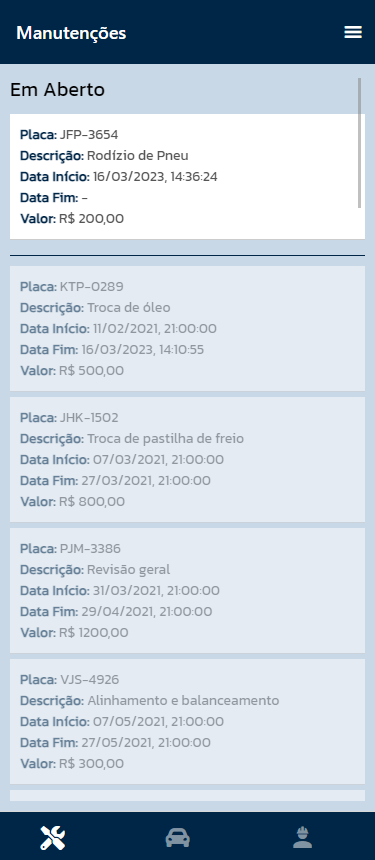 Manutenções
Em Aberto
Placa: JFP-3654
Descrição: Rodízio de Pneu
Data Início: 16/03/2023, 14:36:24
Data Fim: -
Valor: R$ 200,00
Placa: KTP-0289
Descrição: Troca de óleo
Data Início: 11/02/2021, 21:00:00
Data Fim: 16/03/2023, 14:10:55
Valor: R$ 500,00
Placa: JHK-1502
Descrição: Troca de pastilha de freio
Data Início: 07/03/2021, 21:00:00
Data Fim: 27/03/2021, 21:00:00
Valor: R$ 800,00
Placa: PJM-3386
Descrição: Revisão geral
Data Início: 31/03/2021, 21:00:00
Data Fim: 29/04/2021, 21:00:00
Valor: R$ 1200,00
Placa: VJS-4926
Descrição: Alinhamento e balanceamento
Data Início: 07/05/2021, 21:00:00
Data Fim: 27/05/2021, 21:00:00
Valor: R$ 300,00